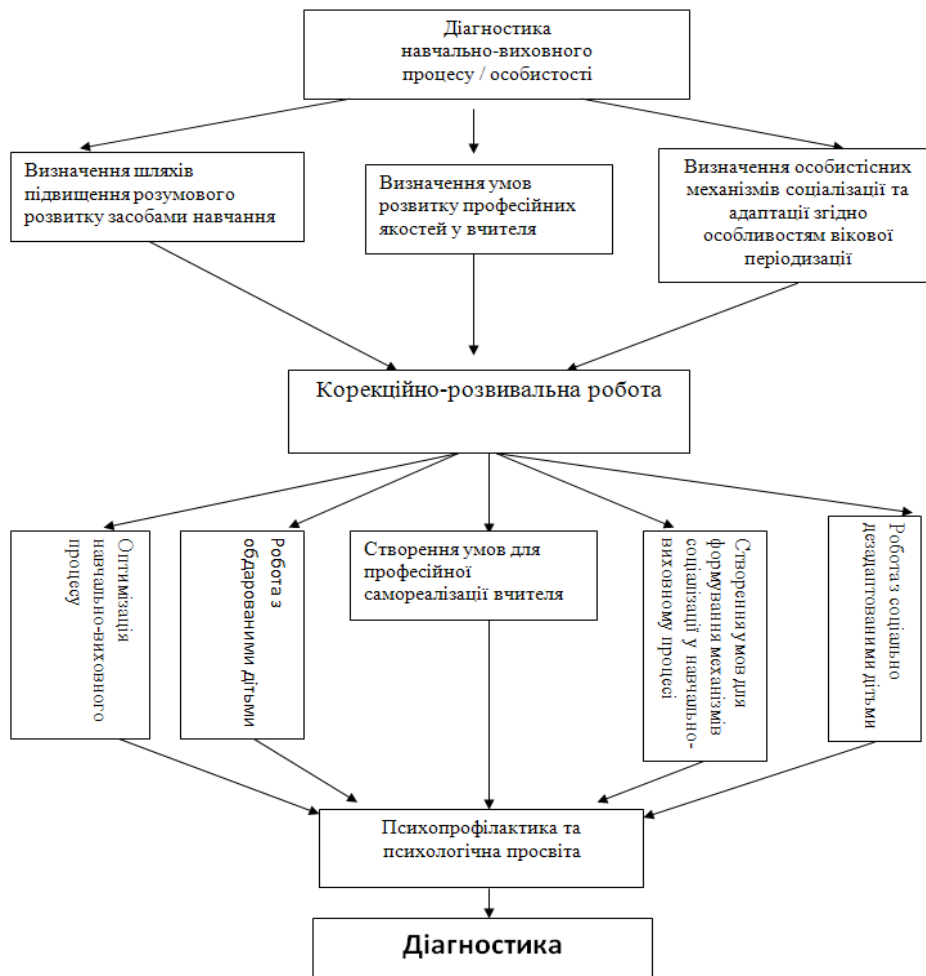 Діагностика
навчально-виховного
процесу / особистості
Визначення шляхів
підвищення розумового
розвитку засобами навчання
Визначення умов
розвитку професійних
якостей у вчителя
Визначення особистісних
механізмів соціалізації та
адаптації згідно
особливостям вікової
періодизації
Корекційно-розвивальна робота
Оптимізація
навчально-виховного
процесу
Робота з
обдарованими дітьми
Створення умов для
професійної
самореалізації вчителя
Створення умов для
формування механізмів
соціалізації у навчально-
виховному процесі
Робота з соціально
дезадаптованими дітьми
Психопрофілактика та
психологічна просвіта
Діагностика